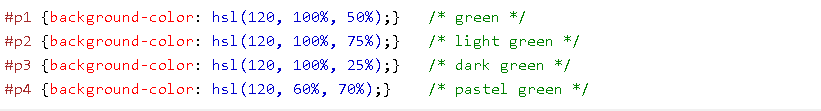 #p1 {background-color: hsl(120, 100%, 50%);}   /* green */
#p2 {background-color: hsl(120, 100%, 75%);}   /* light green */
#p3 {background-color: hsl(120, 100%, 25%);}   /* dark green */
#p4 {background-color: hsl(120, 60%, 70%);}    /* pastel green */